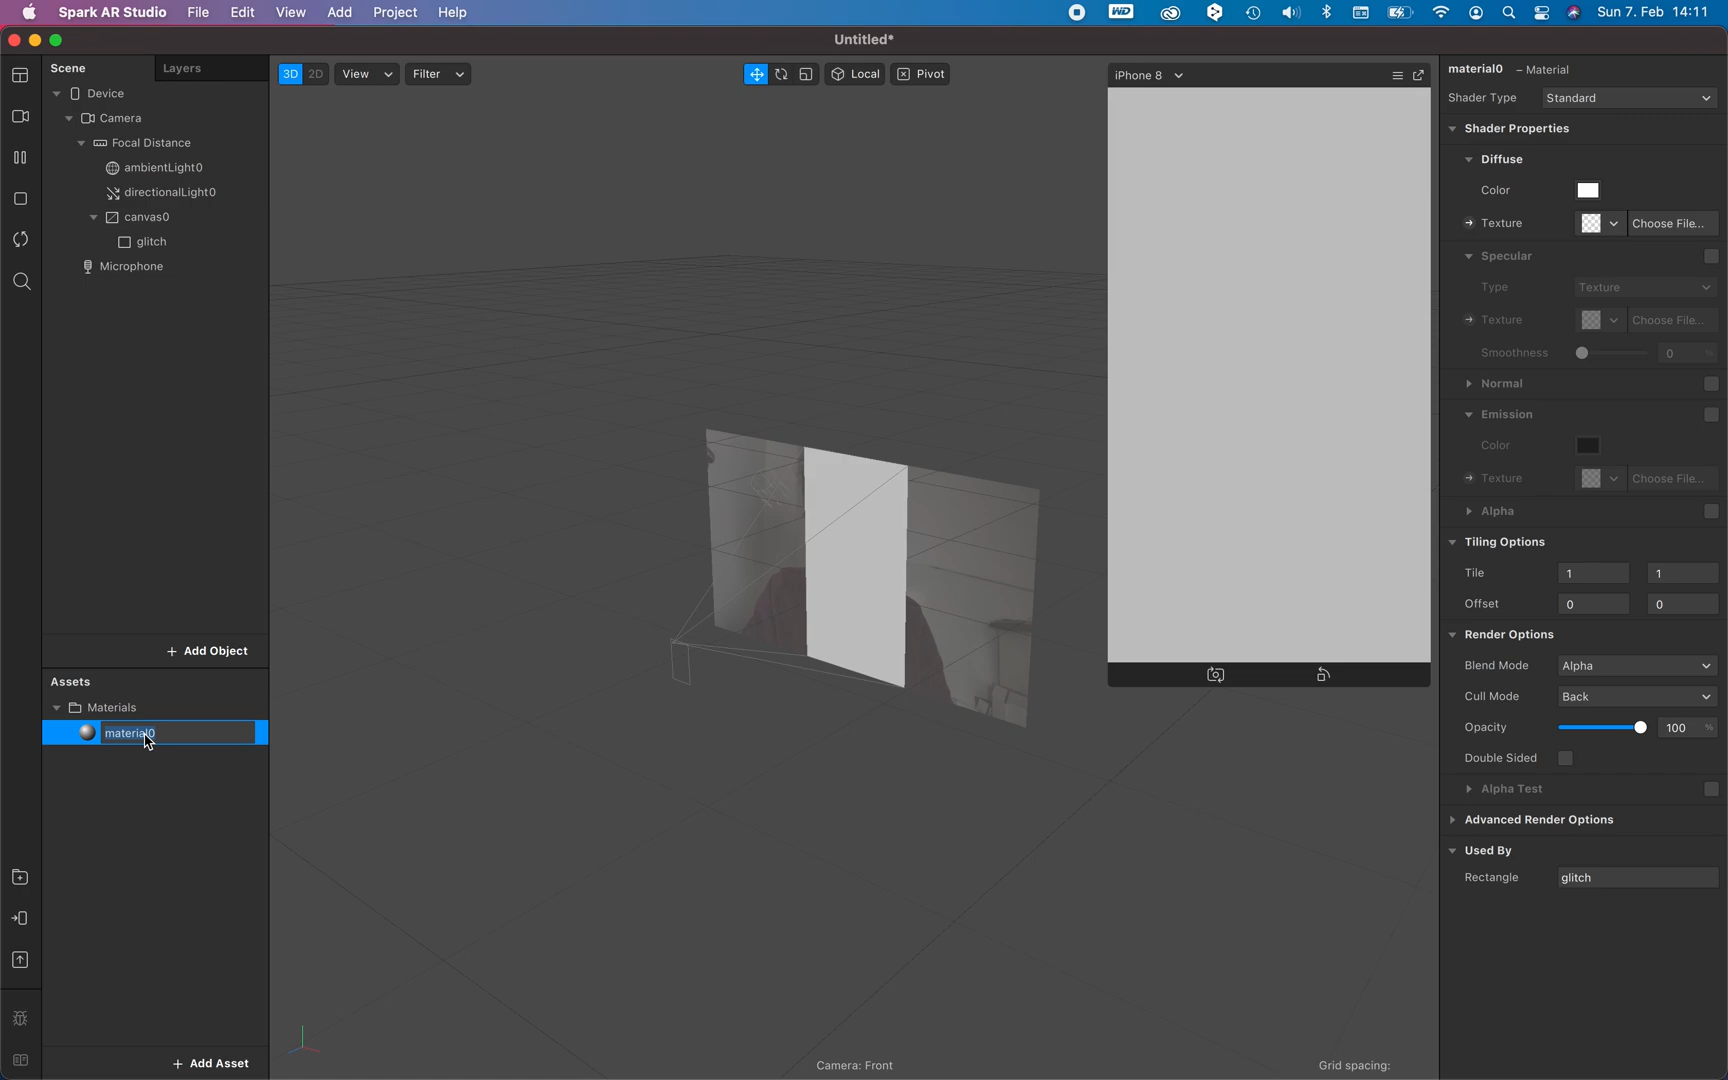 Spark AR Studio File Edit View Add Project Help
WD
Sun 7. Feb 14:11
Untitled*
Scene
Layers
Device
Camera
Focal Distance
ambientLight0
directionalLight0
canvas0
glitch
Microphone
+ Add Object
Assets
Materials
material0
+ Add Asset
3D 2D View Filter
Local Pivot
Camera: Front
Grid spacing:
iPhone 8
material0 – Material
Shader Type Standard
Shader Properties
Diffuse
Color
Texture Choose File...
Specular
Type Texture
Texture Choose File...
Smoothness 0 %
Normal
Emission
Color
Texture Choose File...
Alpha
Tiling Options
Tile 1 1
Offset 0 0
Render Options
Blend Mode Alpha
Cull Mode Back
Opacity 100 %
Double Sided
Alpha Test
Advanced Render Options
Used By
Rectangle glitch